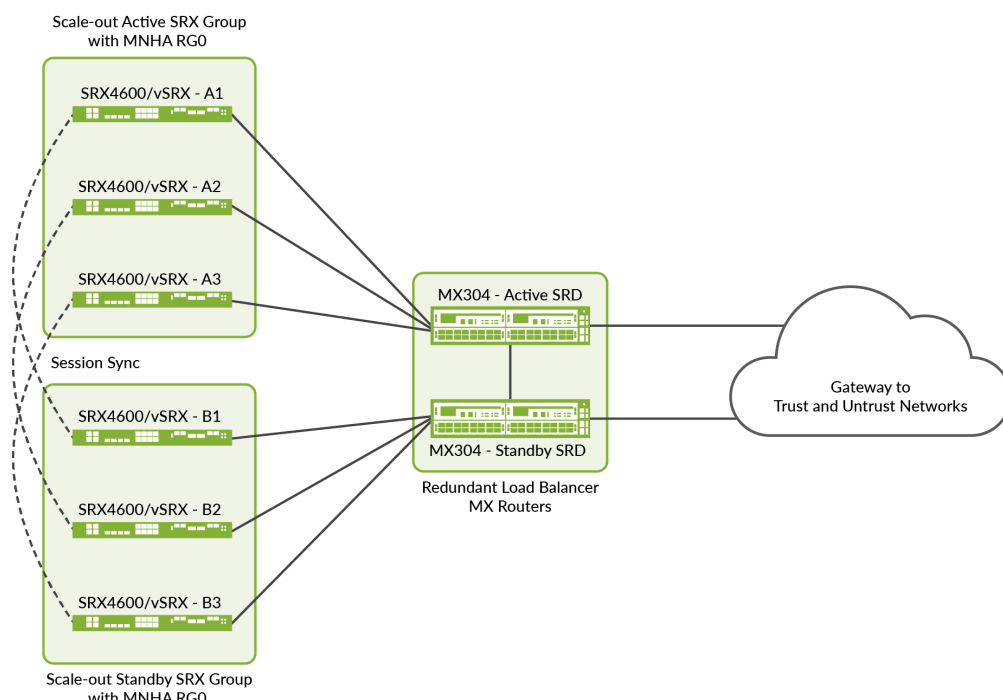 Scale-out Active SRX Group
with MNHA RG0
SRX4600/vSRX - A1
SRX4600/vSRX - A2
SRX4600/vSRX - A3
Session Sync
SRX4600/vSRX - B1
SRX4600/vSRX - B2
SRX4600/vSRX - B3
Scale-out Standby SRX Group
with MNHA RG0
MX304 - Active SRD
MX304 - Standby SRD
Redundant Load Balancer
MX Routers
Gateway to
Trust and Untrust Networks